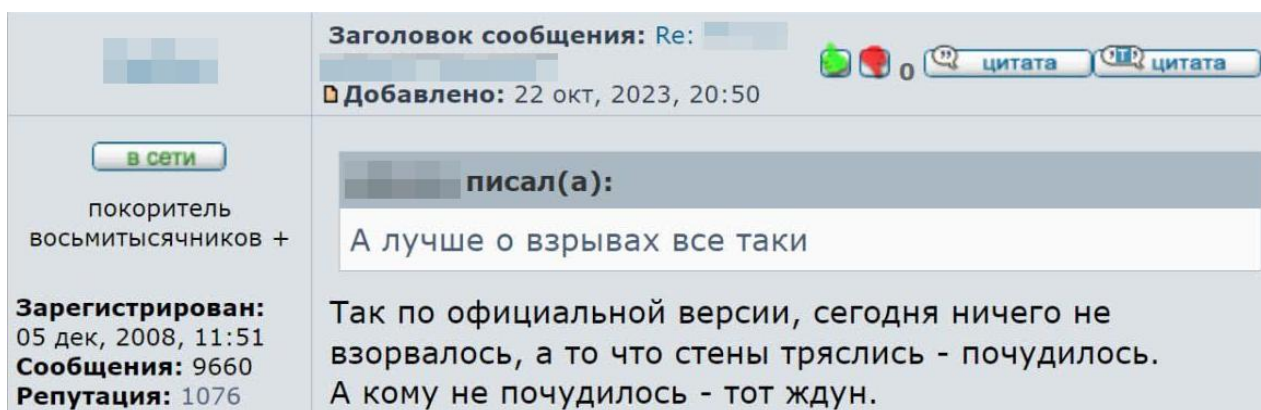 Заголовок сообщения: Re:
Добавлено: 22 окт, 2023, 20:50
0
цитата
"T" цитата
в сети
покоритель
восьмитысячников +
Зарегистрирован:
05 дек, 2008, 11:51
Сообщения: 9660
Репутация: 1076
писал(а):
А лучше о взрывах все таки
Так по официальной версии, сегодня ничего не
взорвалось, а то что стены тряслись - почудилось.
А кому не почудилось - тот ждун.